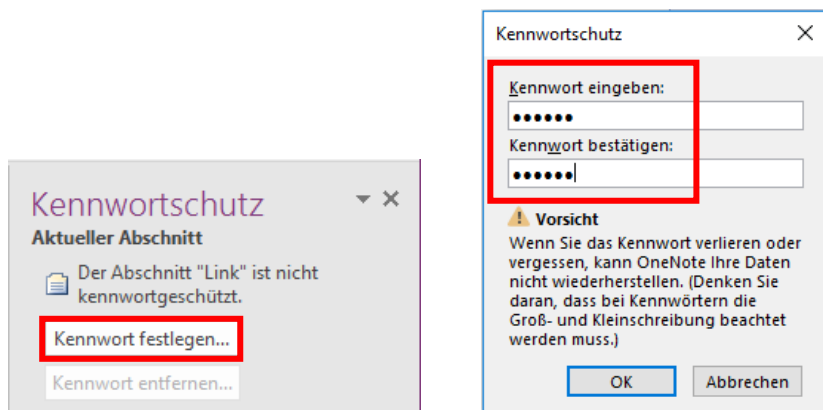 Kennwortschutz
Aktueller Abschnitt
Der Abschnitt "Link" ist nicht
kennwortgeschützt.
Kennwort festlegen...
Kennwort entfernen...
Kennwortschutz
Kennwort eingeben:
●●●●●●
Kennwort bestätigen:
●●●●●●
Vorsicht
Wenn Sie das Kennwort verlieren oder
vergessen, kann OneNote Ihre Daten
nicht wiederherstellen. (Denken Sie
daran, dass bei Kennwörtern die
Groß- und Kleinschreibung beachtet
werden muss.)
OK Abbrechen